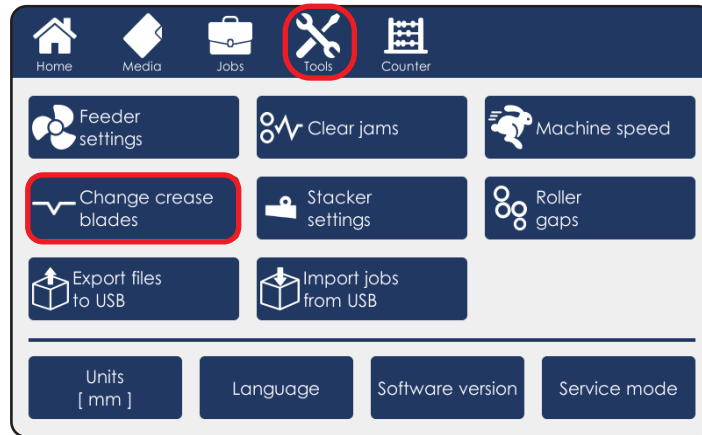 Home Media Jobs Tools Counter
Feeder
settings
Clear jams
Machine speed
Change crease
blades
Stacker
settings
Roller
gaps
Export files
to USB
Import jobs
from USB
Units
[ mm ]
Language
Software version
Service mode